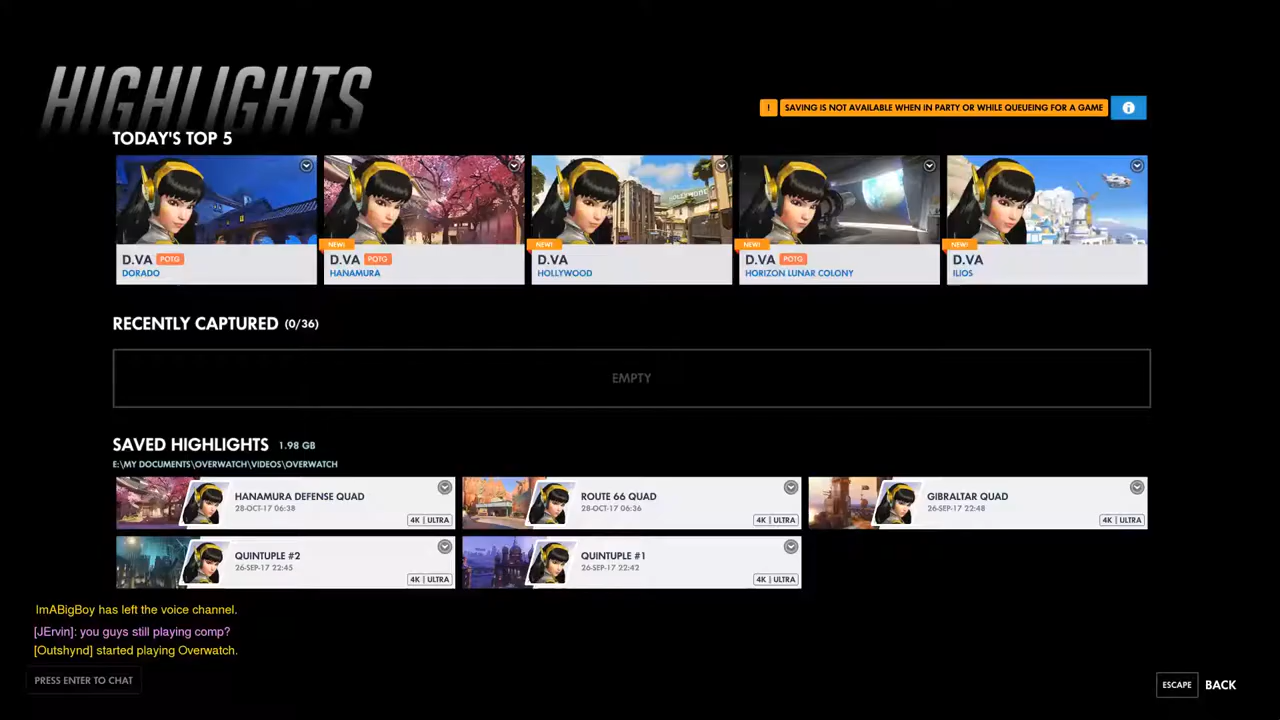 HIGHLIGHTS
! SAVING IS NOT AVAILABLE WHEN IN PARTY OR WHILE QUEUEING FOR A GAME
TODAY'S TOP 5
D.VA POTG
DORADO
NEW!
D.VA POTG
HANAMURA
NEW!
D.VA
HOLLYWOOD
NEW!
D.VA POTG
HORIZON LUNAR COLONY
NEW!
D.VA
ILIOS
RECENTLY CAPTURED (0/36)
EMPTY
SAVED HIGHLIGHTS 1.98 GB
E:\MY DOCUMENTS\OVERWATCH\VIDEOS\OVERWATCH
HANAMURA DEFENSE QUAD
28-OCT-17 06:38
4K | ULTRA
ROUTE 66 QUAD
28-OCT-17 06:36
4K | ULTRA
GIBRALTAR QUAD
26-SEP-17 22:48
4K | ULTRA
QUINTUPLE #2
26-SEP-17 22:45
4K | ULTRA
QUINTUPLE #1
26-SEP-17 22:42
4K | ULTRA
ImABigBoy has left the voice channel.
[JErvin]: you guys still playing comp?
[Outshynd] started playing Overwatch.
PRESS ENTER TO CHAT
ESCAPE BACK